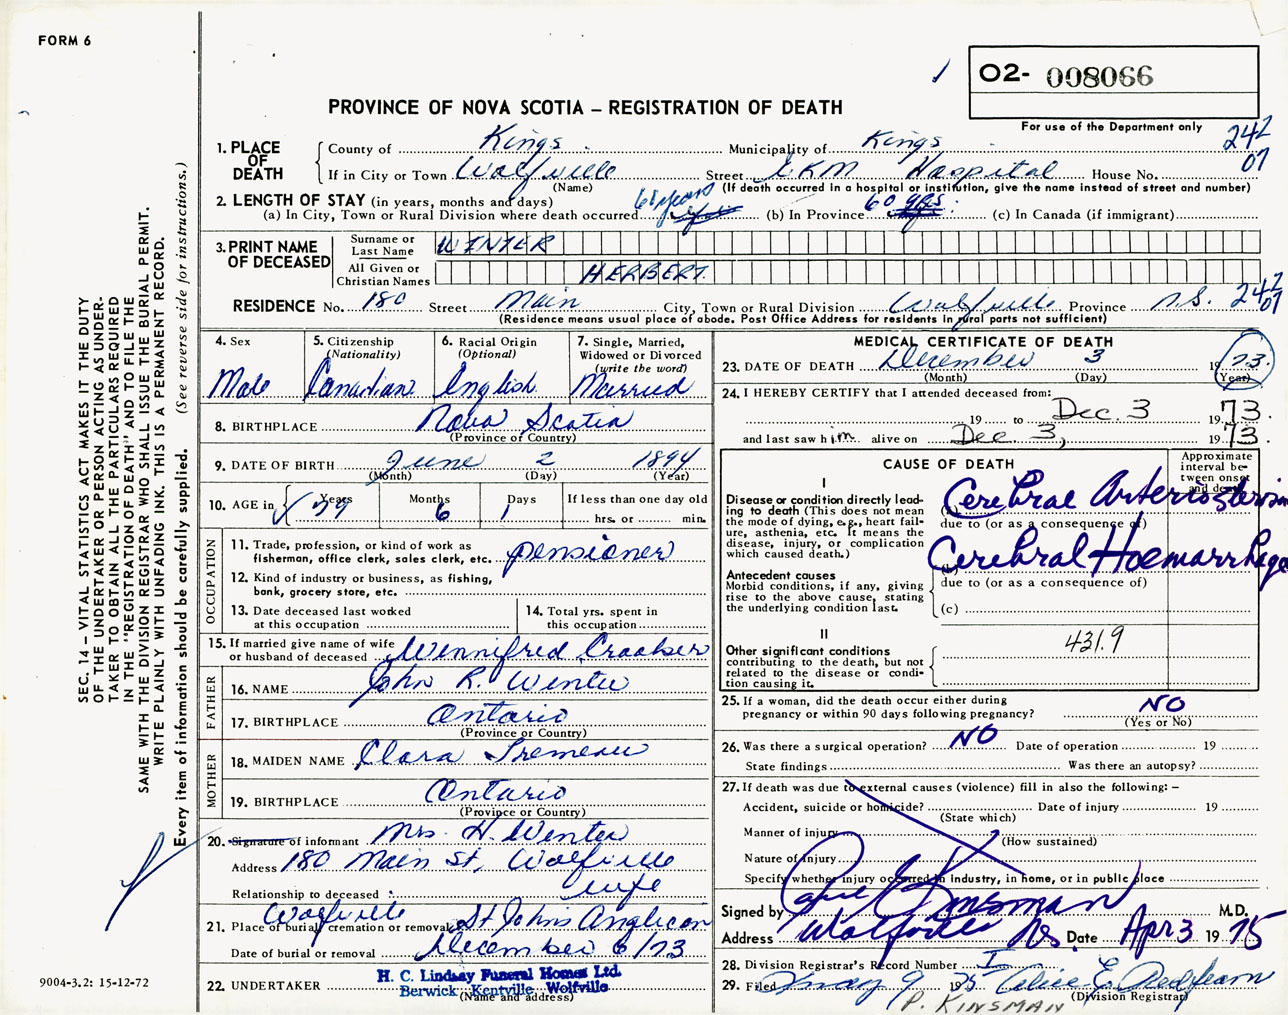 FORM 6
O2- 008066
For use of the Department only
PROVINCE OF NOVA SCOTIA – REGISTRATION OF DEATH
242
07
1. PLACE OF DEATH
County of Kings Municipality of Kings
If in City or Town Wolfville Street EKM Hospital House No.
(Name) (If death occurred in a hospital or institution, give the name instead of street and number)
2. LENGTH OF STAY (in years, months and days)
(a) In City, Town or Rural Division where death occurred years (b) In Province 60 yrs. (c) In Canada (if immigrant)
3. PRINT NAME OF DECEASED
Surname or Last Name WINTER
All Given or Christian Names HERBERT
RESIDENCE No. 180 Street Main City, Town or Rural Division Wolfville Province N.S. 242 07
(Residence means usual place of abode. Post Office Address for residents in rural parts not sufficient)
4. Sex
Male
5. Citizenship (Nationality)
Canadian
6. Racial Origin (Optional)
English
7. Single, Married, Widowed or Divorced (write the word)
Married
8. BIRTHPLACE Nova Scotia
(Province or Country)
9. DATE OF BIRTH June 2 1894
(Month) (Day) (Year)
10. AGE in Years 79 Months 6 Days 1 If less than one day old
hrs. or min.
OCCUPATION
11. Trade, profession, or kind of work as fisherman, office clerk, sales clerk, etc. pensioner
12. Kind of industry or business, as fishing, bank, grocery store, etc.
13. Date deceased last worked at this occupation
14. Total yrs. spent in this occupation
15. If married give name of wife or husband of deceased Winnifred
FATHER
16. NAME John R. Winter
17. BIRTHPLACE Ontario
(Province or Country)
MOTHER
18. MAIDEN NAME Clara
19. BIRTHPLACE Ontario
(Province or Country)
20. Signature of informant Mrs. H. Winter
Address 180 Main St, Wolfville
Relationship to deceased wife
21. Place of burial, cremation or removal Wolfville St Johns Anglican
Date of burial or removal December 6/73
22. UNDERTAKER H. C. Lindsay Funeral Homes Ltd.
Berwick Kentville Wolfville
(Name and address)
MEDICAL CERTIFICATE OF DEATH
23. DATE OF DEATH December 3 19 73
(Month) (Day) (Year)
24. I HEREBY CERTIFY that I attended deceased from:
19 to Dec. 3 19 73.
and last saw him alive on Dec 3, 19 73.
CAUSE OF DEATH
Approximate interval between onset and death
I
Disease or condition directly leading to death (This does not mean the mode of dying, e.g., heart failure, asthenia, etc. It means the disease, injury, or complication which caused death.)
Cerebral
due to (or as a consequence of)
Antecedent causes
Morbid conditions, if any, giving rise to the above cause, stating the underlying condition last.
Cerebral Haemorrhage
due to (or as a consequence of)
(c)
II
Other significant conditions contributing to the death, but not related to the disease or condition causing it.
431.9
25. If a woman, did the death occur either during pregnancy or within 90 days following pregnancy? NO
(Yes or No)
26. Was there a surgical operation? NO Date of operation 19
State findings Was there an autopsy?
27. If death was due to external causes (violence) fill in also the following: –
Accident, suicide or homicide? Date of injury 19
(State which)
Manner of injury
(How sustained)
Nature of injury
Specify whether injury occurred in industry, in home, or in public place
Signed by Kinsman M.D.
Address Wolfville NS. Date Apr 3 19 75
28. Division Registrar's Record Number 1
29. Filed May 9 1975
(Division Registrar)
P. KINSMAN
SEC. 14 – VITAL STATISTICS ACT MAKES IT THE DUTY
OF THE UNDERTAKER OR PERSON ACTING AS UNDER-
TAKER TO OBTAIN ALL THE PARTICULARS REQUIRED
IN THE "REGISTRATION OF DEATH" AND TO FILE THE
SAME WITH THE DIVISION REGISTRAR WHO SHALL ISSUE THE BURIAL PERMIT.
WRITE PLAINLY WITH UNFADING INK. THIS IS A PERMANENT RECORD.
Every item of information should be carefully supplied. (See reverse side for instructions.)
9004-3.2: 15-12-72